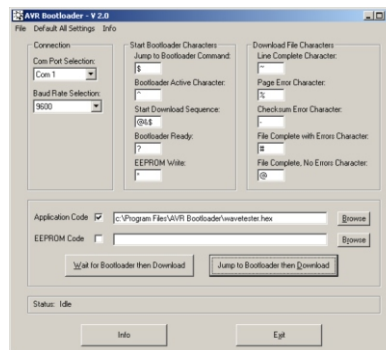 AVR Bootloader - V 2.0
File Default All Settings Info
Connection
Com Port Selection:
Com 1
Baud Rate Selection:
9600
Start Bootloader Characters
Jump to Bootloader Command:
$
Bootloader Active Character:
^
Start Download Sequence:
@&$
Bootloader Ready:
?
EEPROM Write:
Download File Characters
Line Complete Character:
Page Error Character:
%
Checksum Error Character:
File Complete with Errors Character:
#
File Complete, No Errors Character:
@
Application Code c:\Program Files\AVR Bootloader\wavetester.hex Browse
EEPROM Code Browse
Wait for Bootloader then Download Jump to Bootloader then Download
Status: Idle
Info Exit